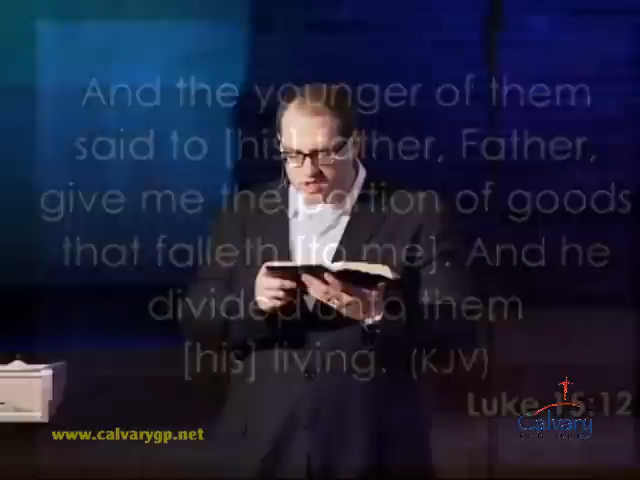 And the younger of them
said to [his] father, Father,
give me the portion of goods
that falleth [to me]. And he
divided unto them
[his] living. (KJV)
Luke 15:12
Calvary
www.calvarygp.net